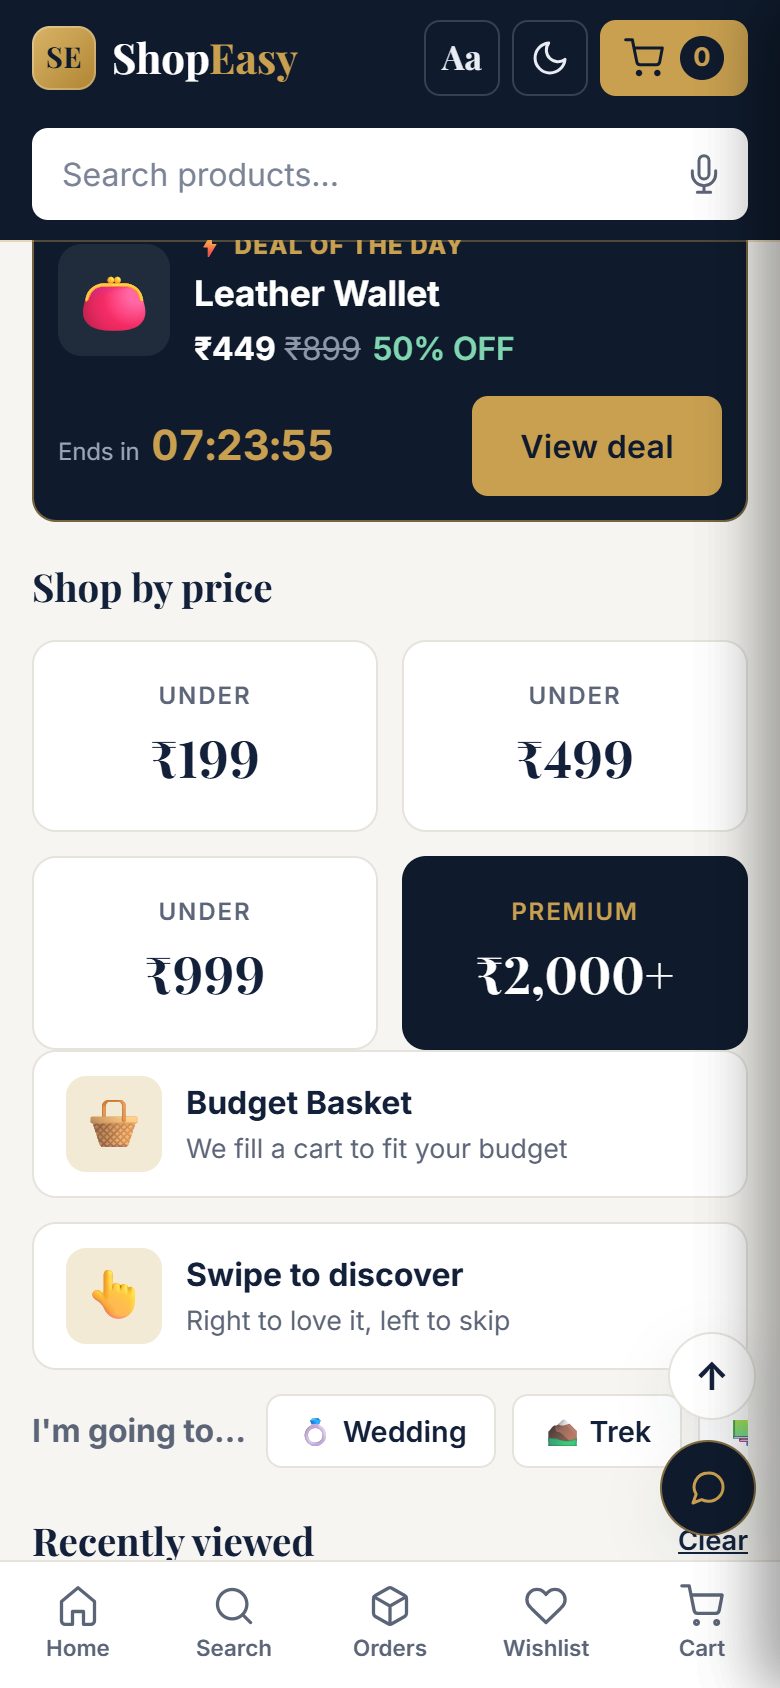 SE ShopEasy Aa 0
Search products...
DEAL OF THE DAY
Leather Wallet
₹449 ₹899 50% OFF
Ends in 07:23:55 View deal
Shop by price
UNDER
₹199
UNDER
₹499
UNDER
₹999
PREMIUM
₹2,000+
Budget Basket
We fill a cart to fit your budget
Swipe to discover
Right to love it, left to skip
I'm going to... Wedding Trek
Recently viewed Clear
Home Search Orders Wishlist Cart